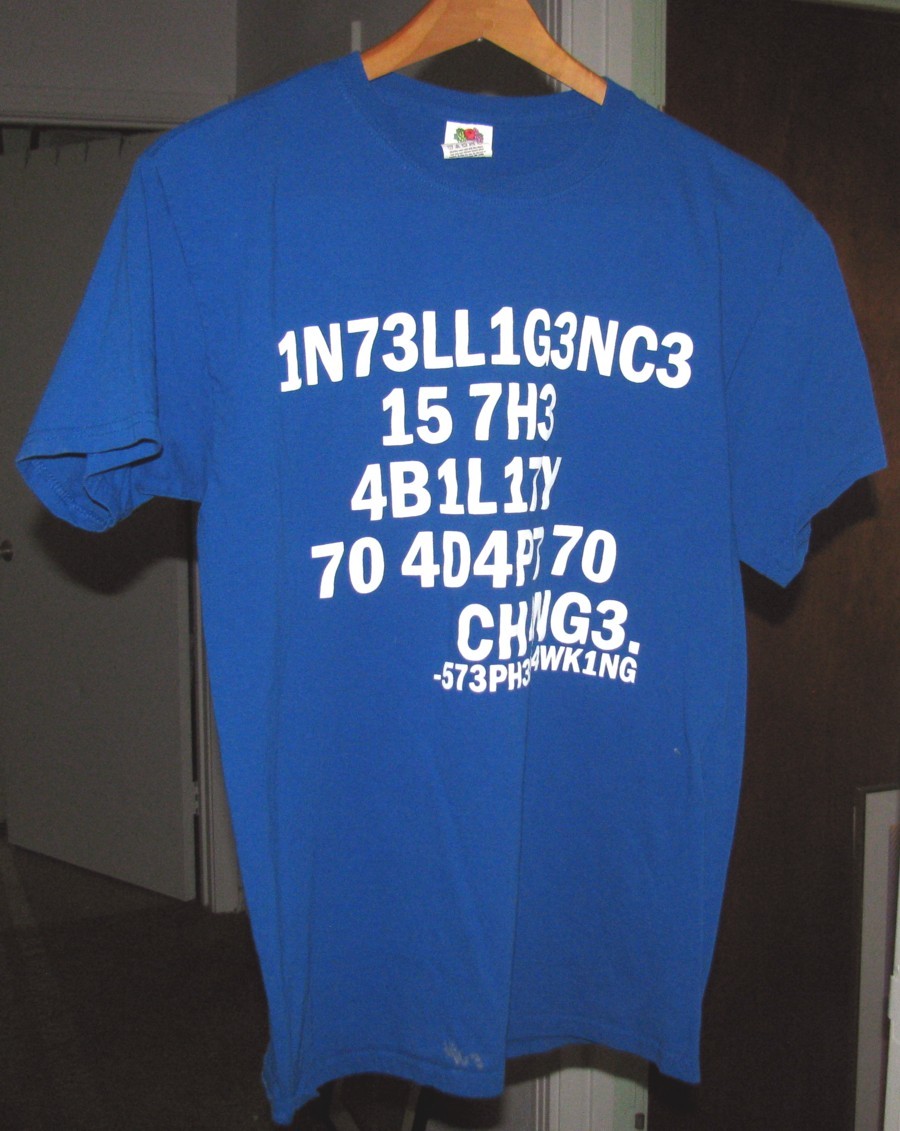 1N73LL1G3NC3
15 7H3
4B1L17Y
70 4D4P7 70
CH4NG3.
-573PH3N H4WK1NG